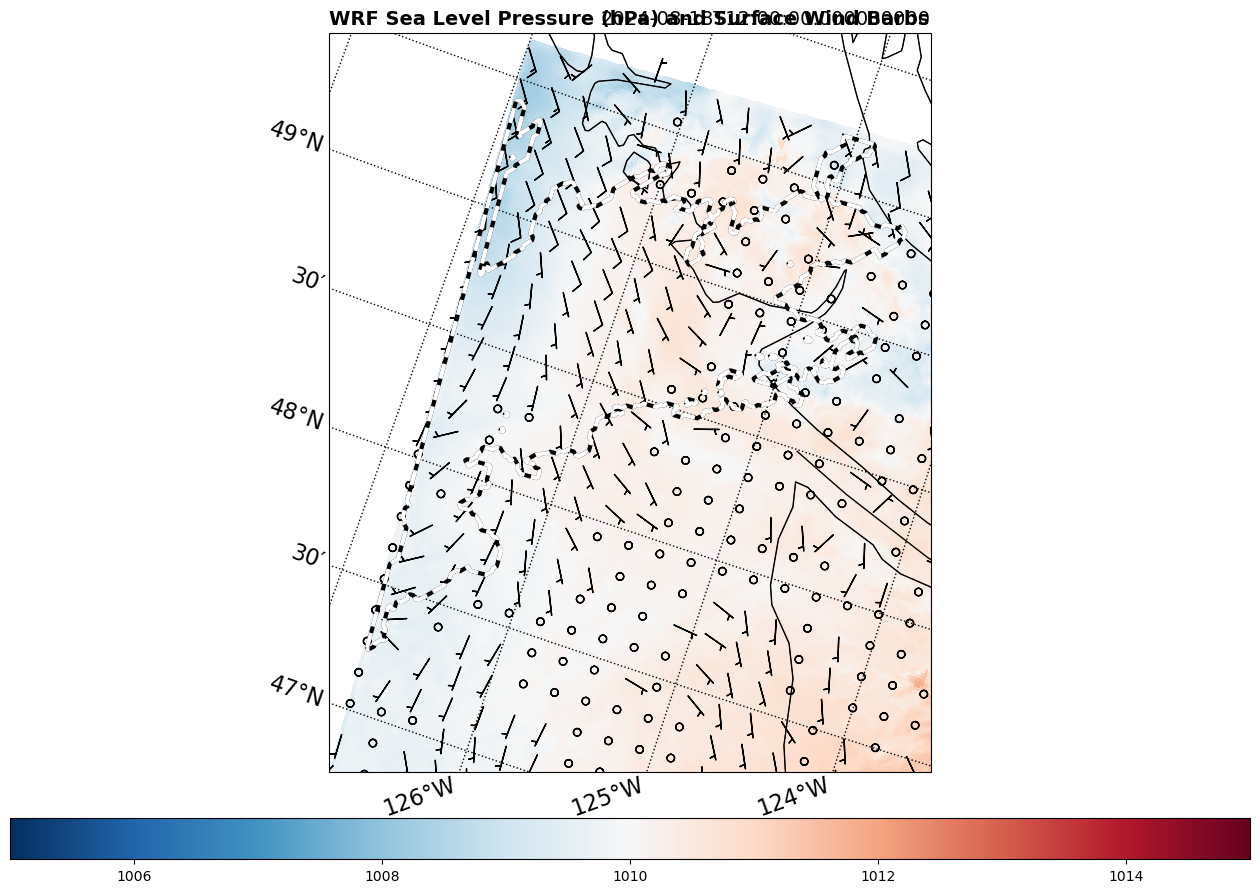 WRF Sea Level Pressure (hPa) and Surface Wind Barbs
49°N
30′
48°N
30′
47°N
126°W
125°W
124°W
1006
1008
1010
1012
1014